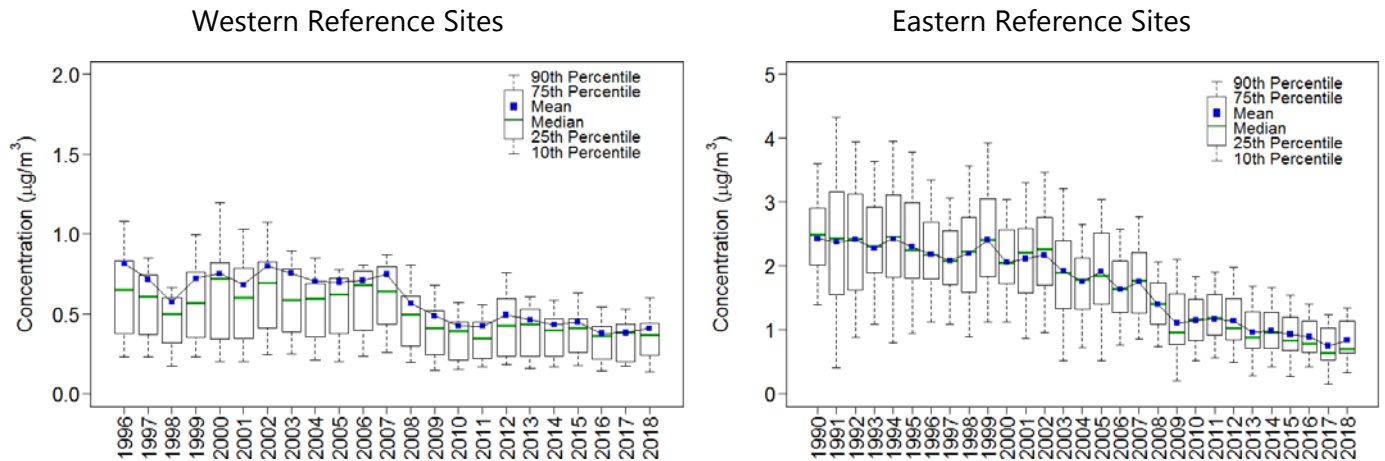 Western Reference Sites
Concentration (µg/m³)
2.0
1.5
1.0
0.5
0.0
90th Percentile
75th Percentile
Mean
Median
25th Percentile
10th Percentile
1996 1997 1998 1999 2000 2001 2002 2003 2004 2005 2006 2007 2008 2009 2010 2011 2012 2013 2014 2015 2016 2017 2018
Eastern Reference Sites
Concentration (µg/m³)
5
4
3
2
1
0
90th Percentile
75th Percentile
Mean
Median
25th Percentile
10th Percentile
1990 1991 1992 1993 1994 1995 1996 1997 1998 1999 2000 2001 2002 2003 2004 2005 2006 2007 2008 2009 2010 2011 2012 2013 2014 2015 2016 2017 2018